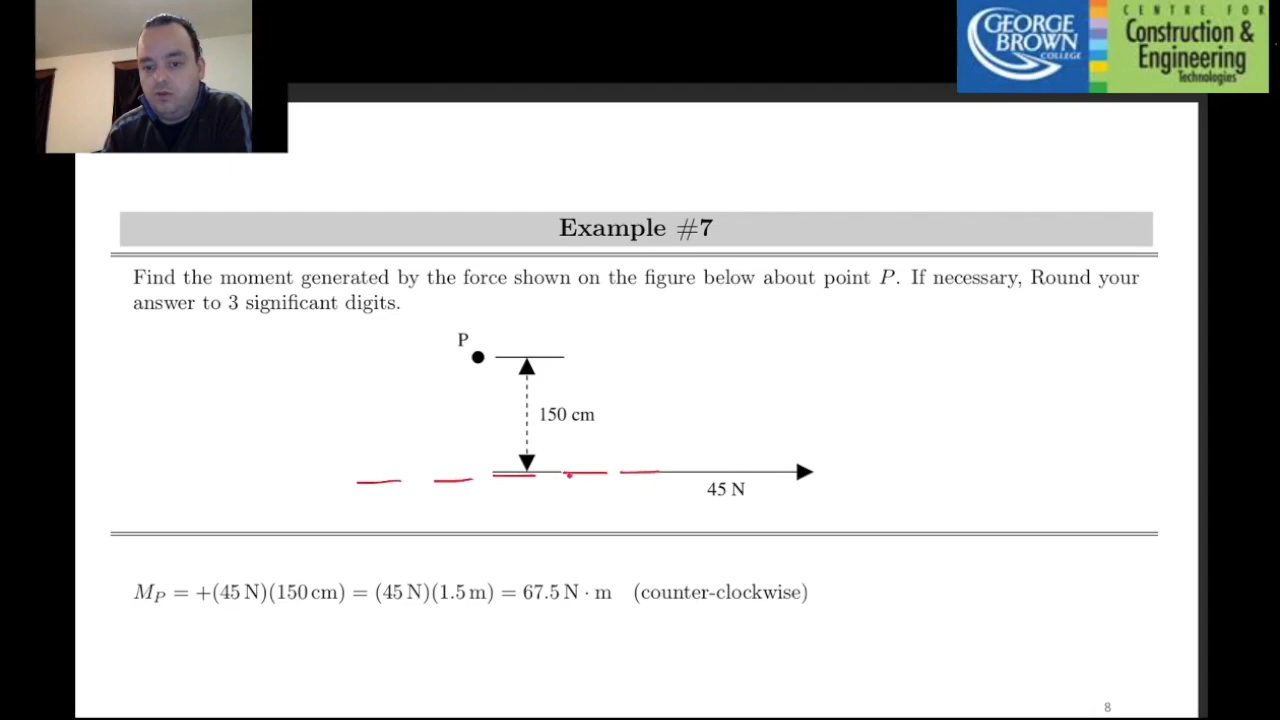 GEORGE
BROWN
COLLEGE
CENTRE FOR
Construction &
Engineering
Technologies
Example #7
Find the moment generated by the force shown on the figure below about point P. If necessary, Round your
answer to 3 significant digits.
P
150 cm
45 N
M_P = +(45 N)(150 cm) = (45 N)(1.5 m) = 67.5 N · m (counter-clockwise)
8